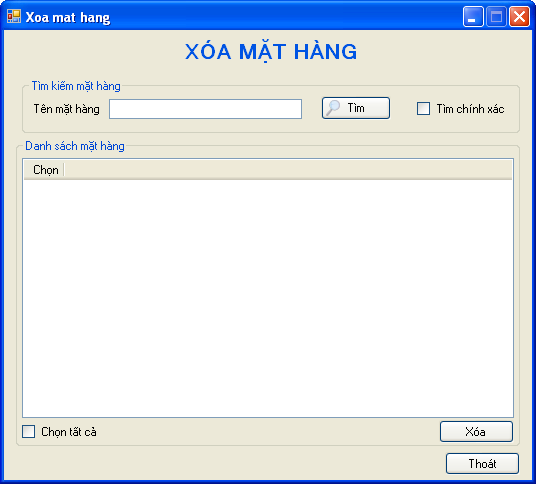 Xoa mat hang
XÓA MẶT HÀNG
Tìm kiếm mặt hàng
Tên mặt hàng
Tìm
Tìm chính xác
Danh sách mặt hàng
Chọn
Chọn tất cả
Xóa
Thoát